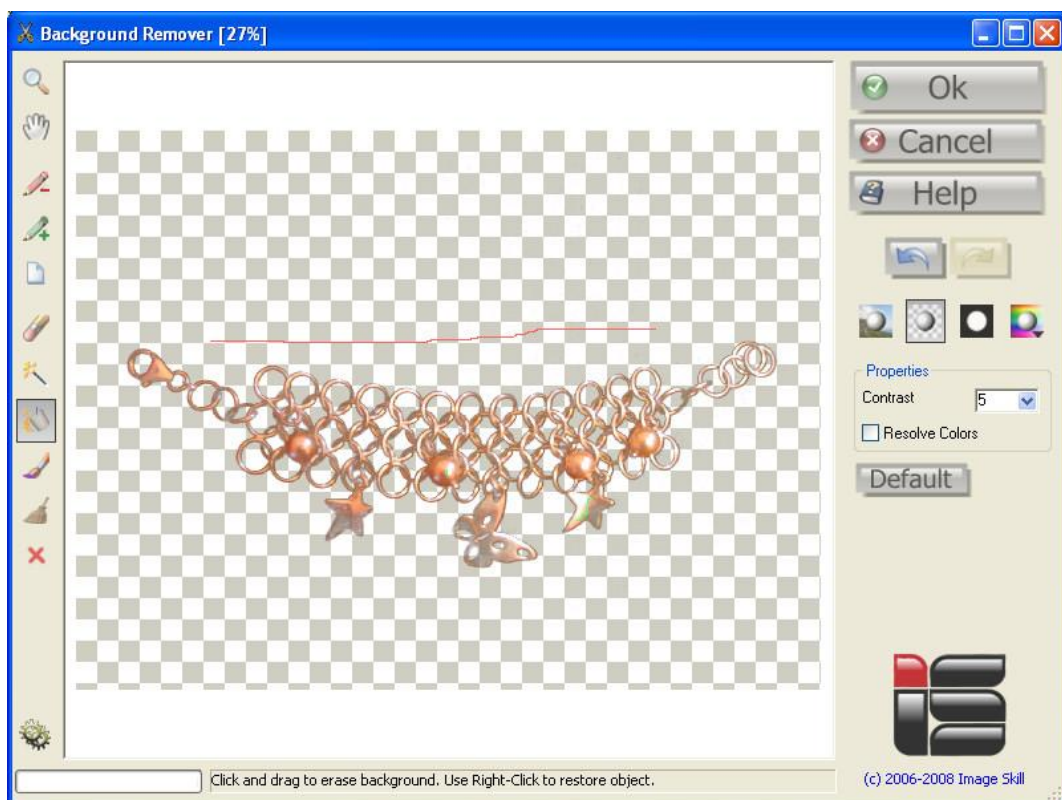 Background Remover [27%]
Ok
Cancel
Help
Properties
Contrast 5
Resolve Colors
Default
Click and drag to erase background. Use Right-Click to restore object.
(c) 2006-2008 Image Skill